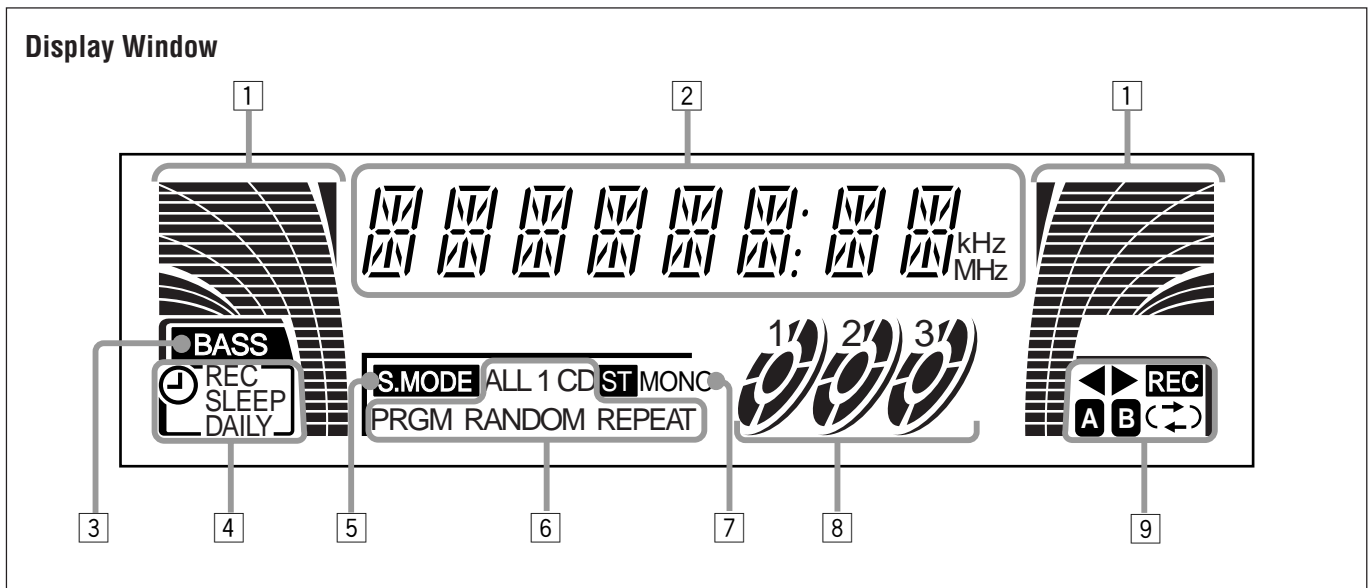 Display Window
1 2 1
kHz
MHz
1 2 3
BASS
REC
SLEEP
DAILY
S.MODE ALL 1 CD ST MONO
PRGM RANDOM REPEAT
REC
A B
3 4 5 6 7 8 9